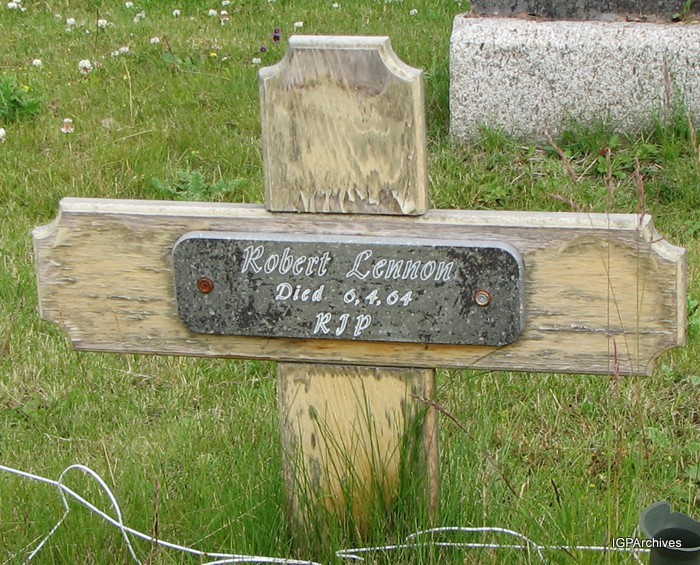 Robert Lennon
Died 6.4.64
RIP
IGPArchives